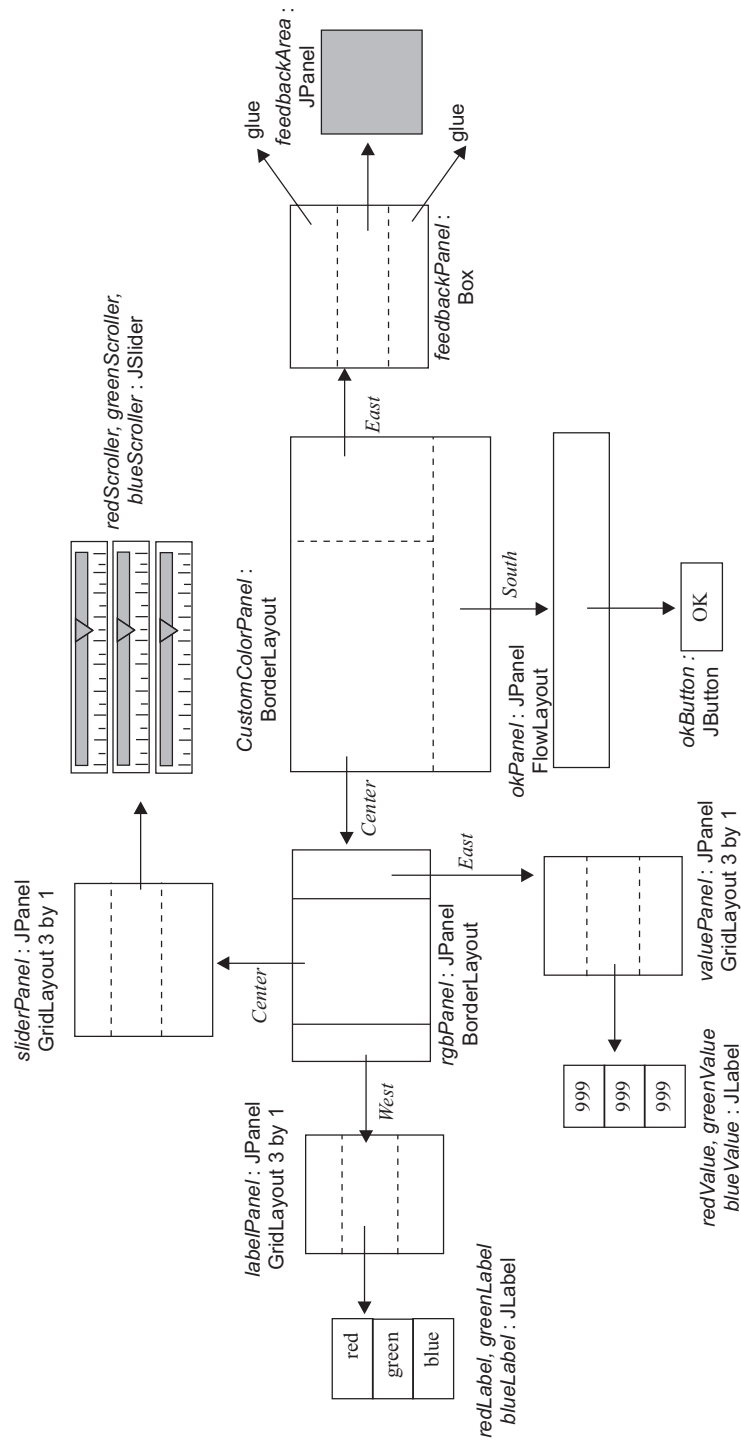 redScroller, greenScroller,
blueScroller : JSlider
sliderPanel : JPanel
GridLayout 3 by 1
glue
feedbackArea :
JPanel
Center
CustomColorPanel :
BorderLayout
labelPanel : JPanel
GridLayout 3 by 1
West
Center
East
glue
red
green
blue
rgbPanel : JPanel
BorderLayout
feedbackPanel :
Box
redLabel, greenLabel
blueLabel : JLabel
East
South
okPanel : JPanel
FlowLayout
999
999
999
valuePanel : JPanel
GridLayout 3 by 1
redValue, greenValue
blueValue : JLabel
okButton :
JButton
OK